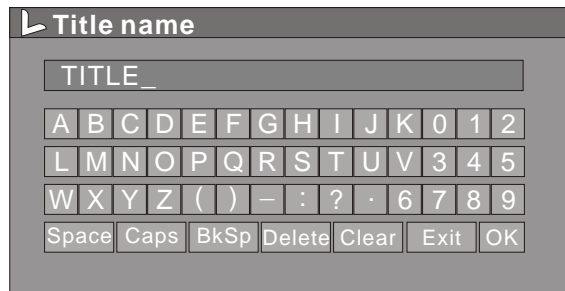 Title name
TITLE_
A B C D E F G H I J K 0 1 2
L M N O P Q R S T U V 3 4 5
W X Y Z ( ) – : ? · 6 7 8 9
Space Caps BkSp Delete Clear Exit OK